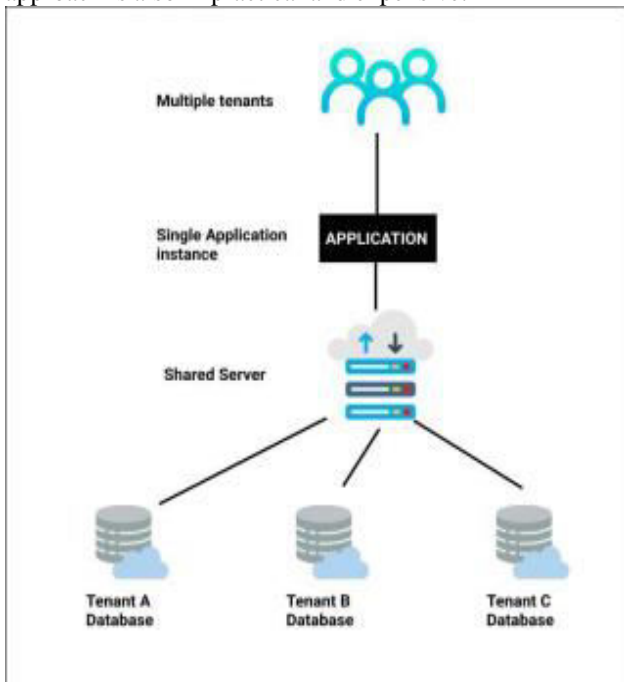 Multiple tenants
Single Application
instance
APPLICATION
Shared Server
Tenant A
Database
Tenant B
Database
Tenant C
Database